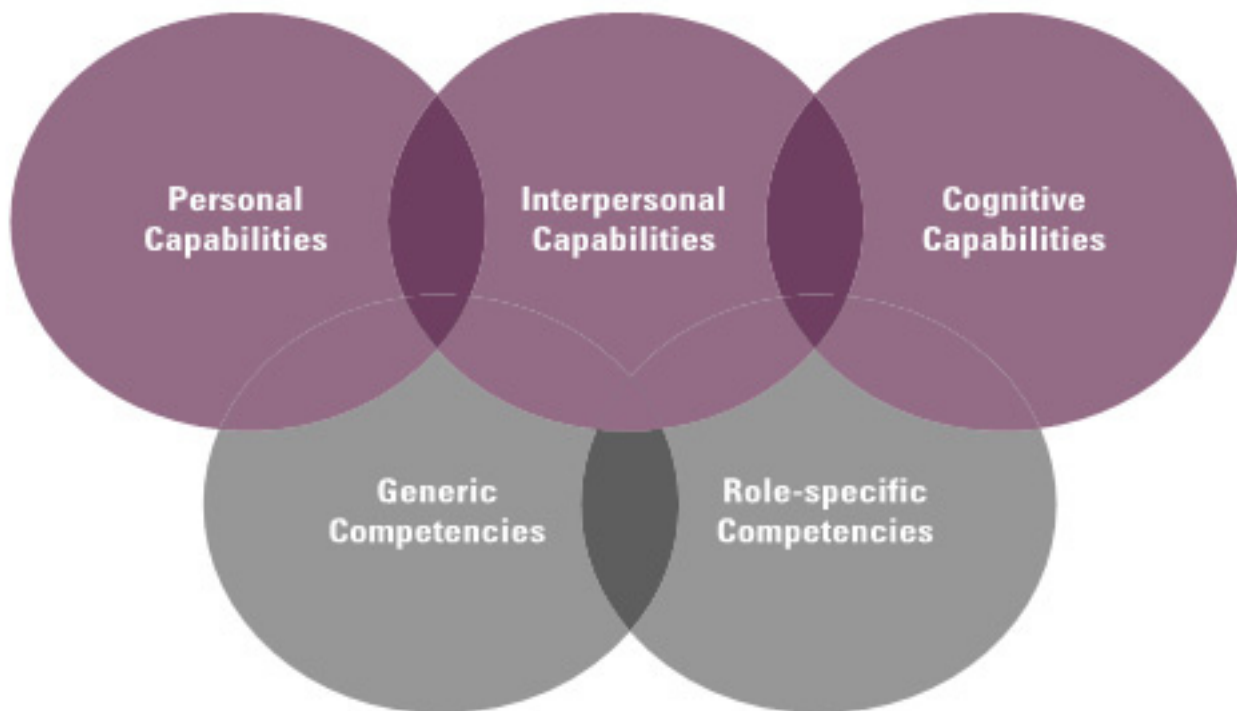 Personal
Capabilities
Interpersonal
Capabilities
Cognitive
Capabilities
Generic
Competencies
Role-specific
Competencies